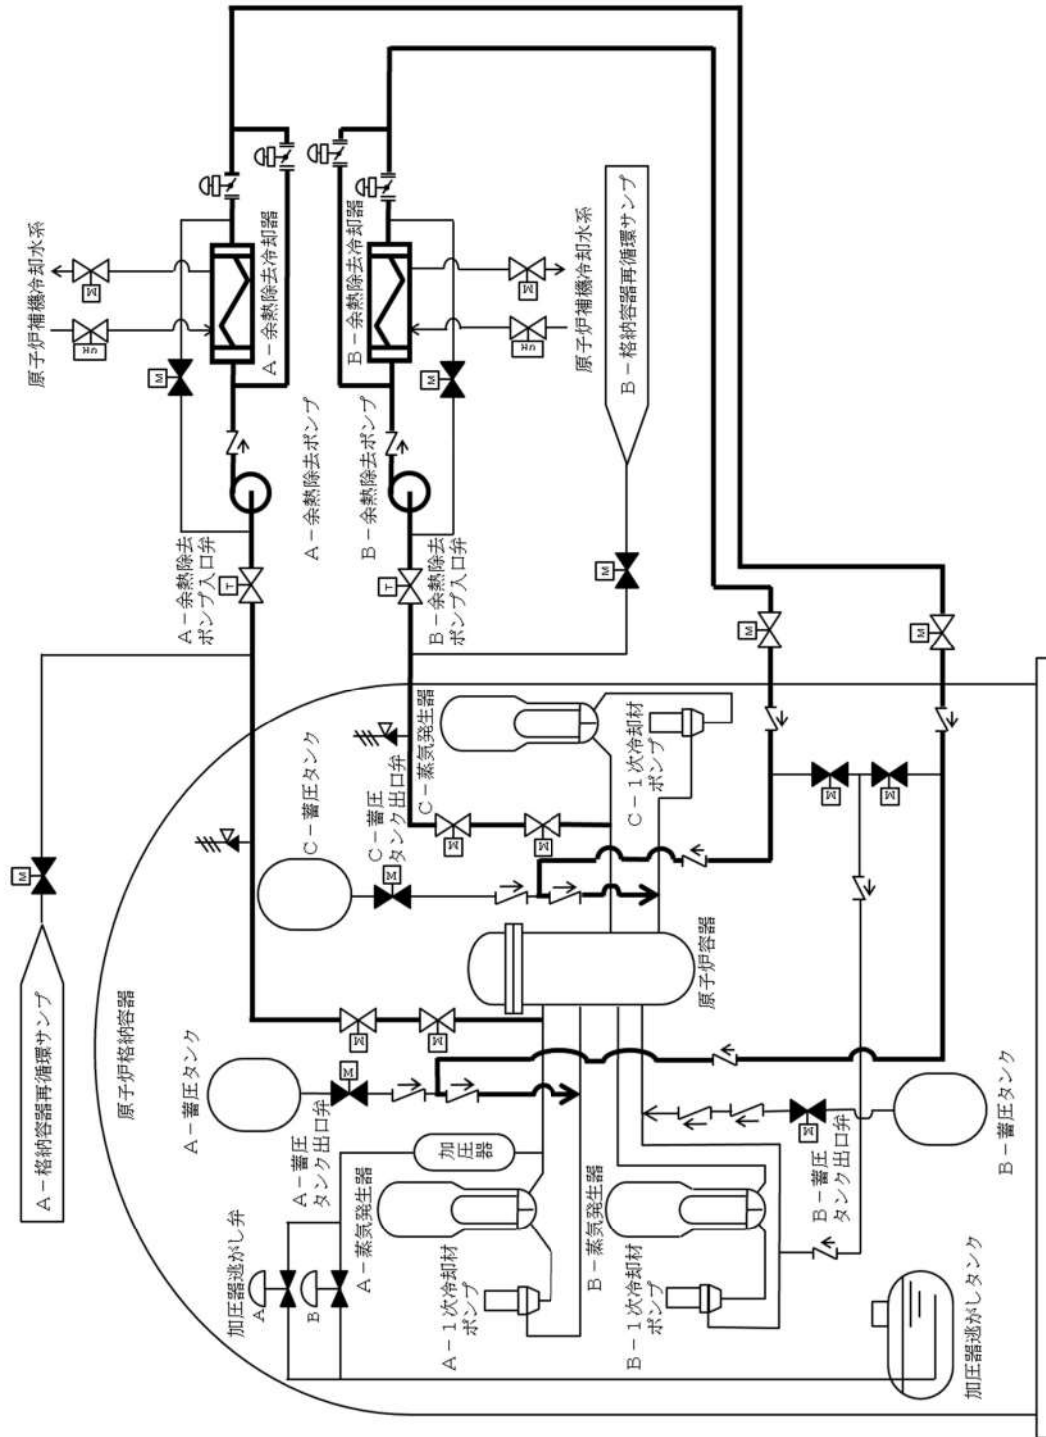 M
A－格納容器再循環サンプ
原子炉補機冷却水系
M
UH
原子炉格納容器
M
A－蓄圧タンク
A－余熱除去
ポンプ入口弁
T
加圧器逃がし弁
A
A－余熱除去冷却器
B
A－蓄圧
タンク出口弁
C－蓄圧タンク
A－余熱除去ポンプ
M
M
B－余熱除去冷却器
A－蒸気発生器
C－蓄圧
タンク出口弁
B－余熱除去ポンプ
T
M
M
C－蒸気発生器
B－余熱除去
ポンプ入口弁
M
M
加圧器
A－1次冷却材
ポンプ
M
M
UH
原子炉補機冷却水系
B－蒸気発生器
M
B－格納容器再循環サンプ
B－1次冷却材
ポンプ
C－1次冷却材
ポンプ
原子炉容器
M
M
B－蓄圧
タンク出口弁
M
M
M
加圧器逃がしタンク
B－蓄圧タンク